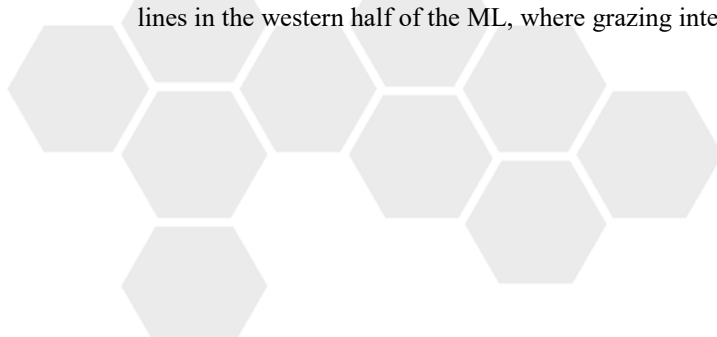 lines in the western half of the ML, where grazing inte